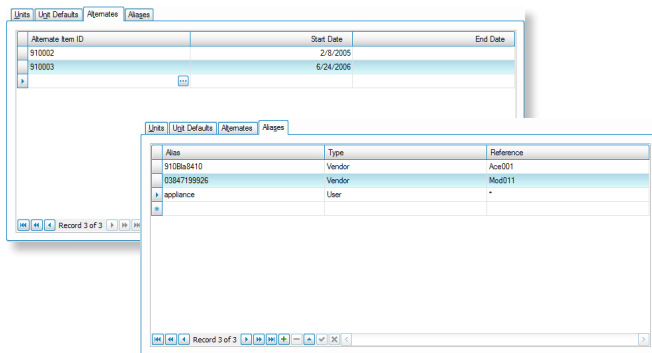 Units Unit Defaults Alternates Aliases
Alternate Item ID Start Date End Date
910002 2/8/2005
910003 6/24/2006
Record 3 of 3
Units Unit Defaults Alternates Aliases
Alias Type Reference
910Bla8410 Vendor Ace001
03847199926 Vendor Mod011
appliance User *
Record 3 of 3